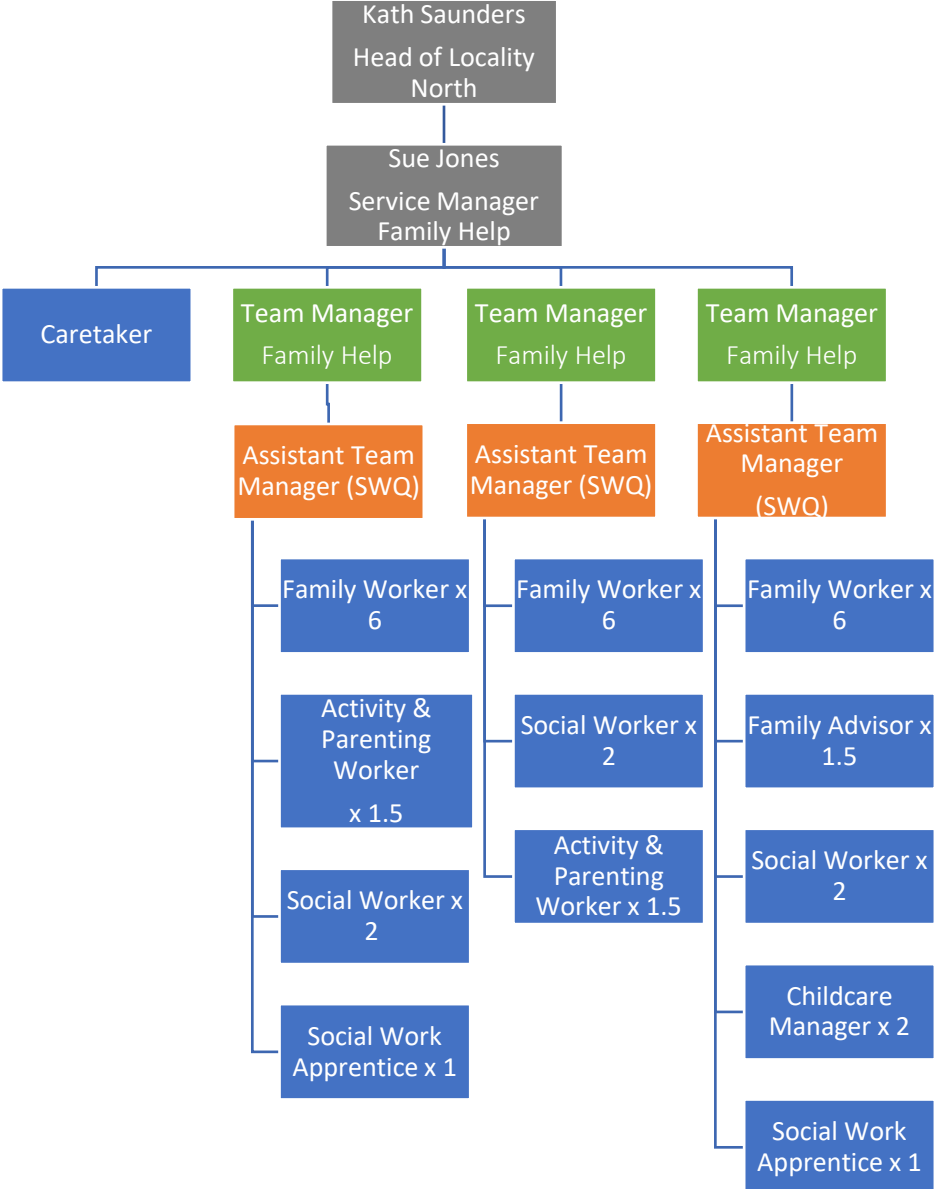 Kath Saunders
Head of Locality
North
Sue Jones
Service Manager
Family Help
Caretaker
Team Manager
Family Help
Team Manager
Family Help
Team Manager
Family Help
Assistant Team
Manager (SWQ)
Assistant Team
Manager (SWQ)
Assistant Team
Manager
(SWQ)
Family Worker x
6
Activity &
Parenting
Worker
x 1.5
Social Worker x
2
Social Work
Apprentice x 1
Family Worker x
6
Social Worker x
2
Activity &
Parenting
Worker x 1.5
Family Worker x
6
Family Advisor x
1.5
Social Worker x
2
Childcare
Manager x 2
Social Work
Apprentice x 1